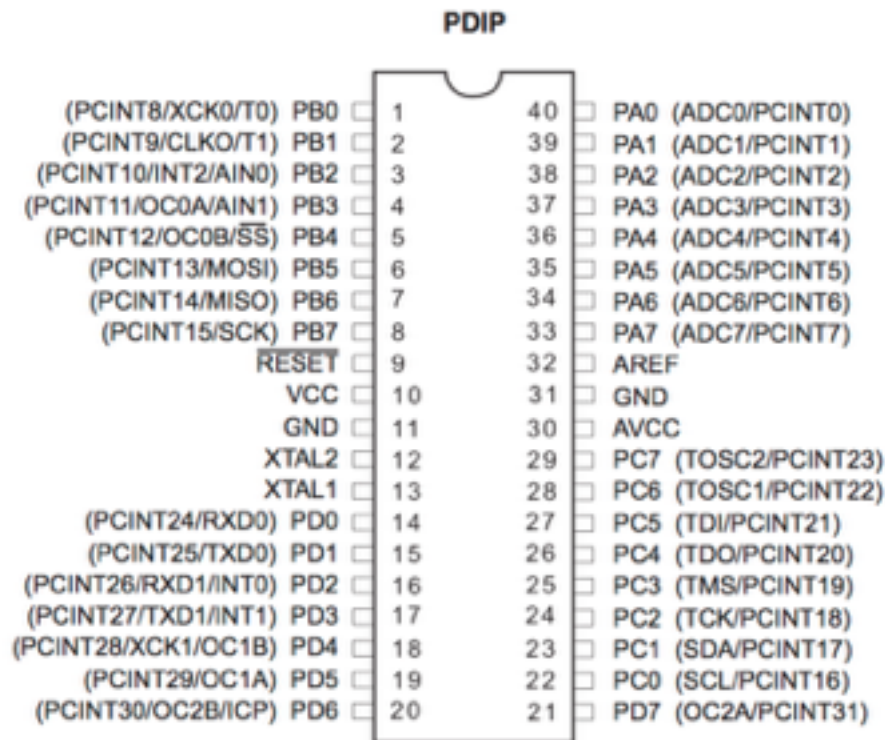 PDIP
(PCINT8/XCK0/T0) PB0 1 40 PA0 (ADC0/PCINT0)
(PCINT9/CLKO/T1) PB1 2 39 PA1 (ADC1/PCINT1)
(PCINT10/INT2/AIN0) PB2 3 38 PA2 (ADC2/PCINT2)
(PCINT11/OC0A/AIN1) PB3 4 37 PA3 (ADC3/PCINT3)
(PCINT12/OC0B/S̅S̅) PB4 5 36 PA4 (ADC4/PCINT4)
(PCINT13/MOSI) PB5 6 35 PA5 (ADC5/PCINT5)
(PCINT14/MISO) PB6 7 34 PA6 (ADC6/PCINT6)
(PCINT15/SCK) PB7 8 33 PA7 (ADC7/PCINT7)
R̅E̅S̅E̅T̅ 9 32 AREF
VCC 10 31 GND
GND 11 30 AVCC
XTAL2 12 29 PC7 (TOSC2/PCINT23)
XTAL1 13 28 PC6 (TOSC1/PCINT22)
(PCINT24/RXD0) PD0 14 27 PC5 (TDI/PCINT21)
(PCINT25/TXD0) PD1 15 26 PC4 (TDO/PCINT20)
(PCINT26/RXD1/INT0) PD2 16 25 PC3 (TMS/PCINT19)
(PCINT27/TXD1/INT1) PD3 17 24 PC2 (TCK/PCINT18)
(PCINT28/XCK1/OC1B) PD4 18 23 PC1 (SDA/PCINT17)
(PCINT29/OC1A) PD5 19 22 PC0 (SCL/PCINT16)
(PCINT30/OC2B/ICP) PD6 20 21 PD7 (OC2A/PCINT31)